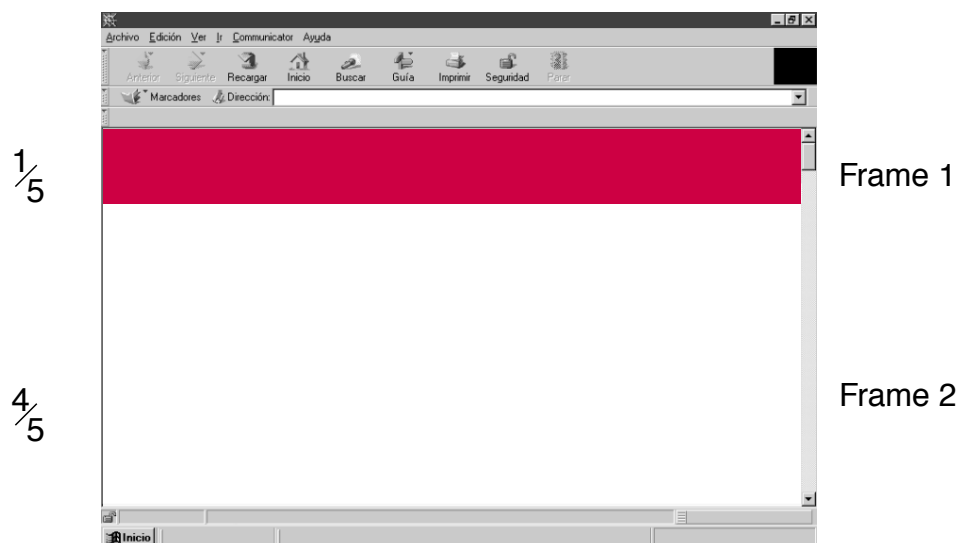 Archivo Edición Ver Ir Communicator Ayuda
Anterior Siguiente Recargar Inicio Buscar Guía Imprimir Seguridad Parar
Marcadores Dirección:
1/5
Frame 1
4/5
Frame 2
Inicio